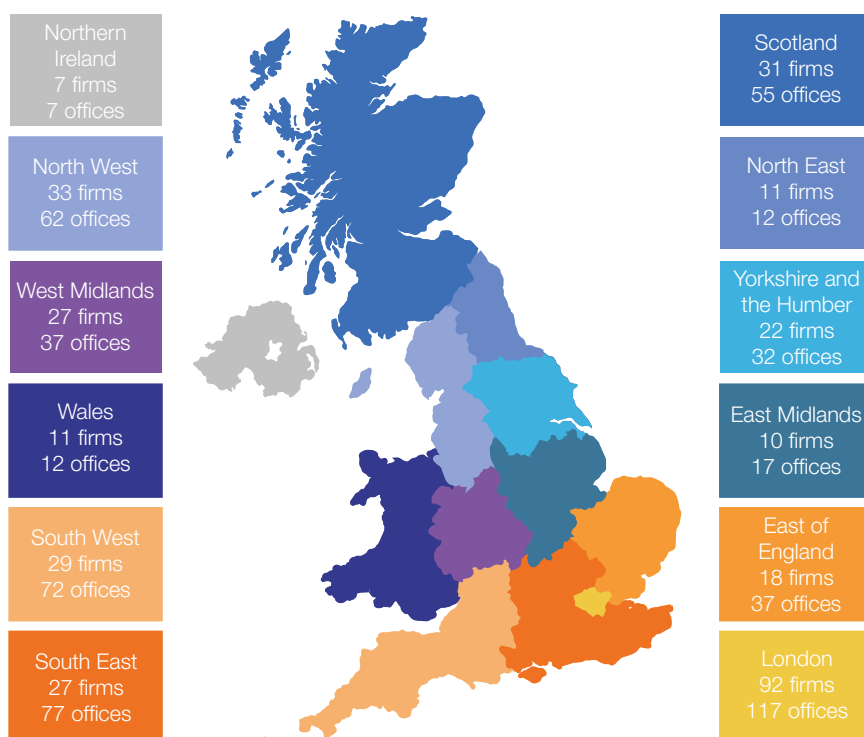 Northern
Ireland
7 firms
7 offices
North West
33 firms
62 offices
West Midlands
27 firms
37 offices
Wales
11 firms
12 offices
South West
29 firms
72 offices
South East
27 firms
77 offices
Scotland
31 firms
55 offices
North East
11 firms
12 offices
Yorkshire and
the Humber
22 firms
32 offices
East Midlands
10 firms
17 offices
East of
England
18 firms
37 offices
London
92 firms
117 offices